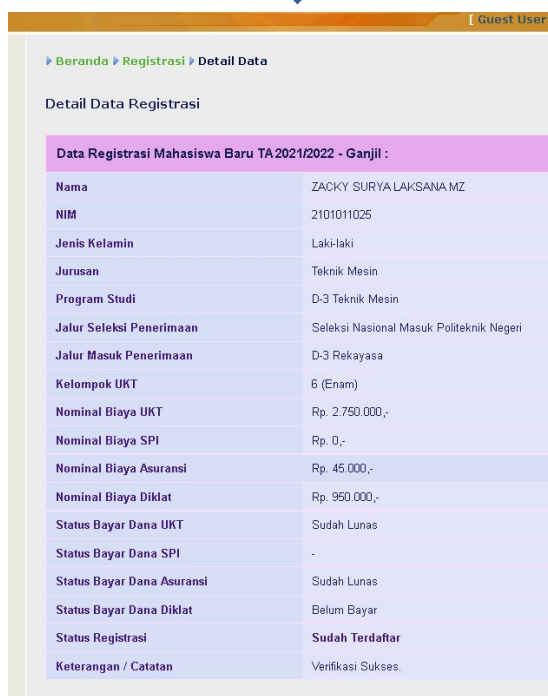 [ Guest User
Beranda Registrasi Detail Data
Detail Data Registrasi
Data Registrasi Mahasiswa Baru TA 2021/2022 - Ganjil :
Nama ZACKY SURYA LAKSANA MZ
NIM 2101011025
Jenis Kelamin Laki-laki
Jurusan Teknik Mesin
Program Studi D-3 Teknik Mesin
Jalur Seleksi Penerimaan Seleksi Nasional Masuk Politeknik Negeri
Jalur Masuk Penerimaan D-3 Rekayasa
Kelompok UKT 6 (Enam)
Nominal Biaya UKT Rp. 2.750.000,-
Nominal Biaya SPI Rp. 0,-
Nominal Biaya Asuransi Rp. 45.000,-
Nominal Biaya Diklat Rp. 950.000,-
Status Bayar Dana UKT Sudah Lunas
Status Bayar Dana SPI -
Status Bayar Dana Asuransi Sudah Lunas
Status Bayar Dana Diklat Belum Bayar
Status Registrasi Sudah Terdaftar
Keterangan / Catatan Verifikasi Sukses.